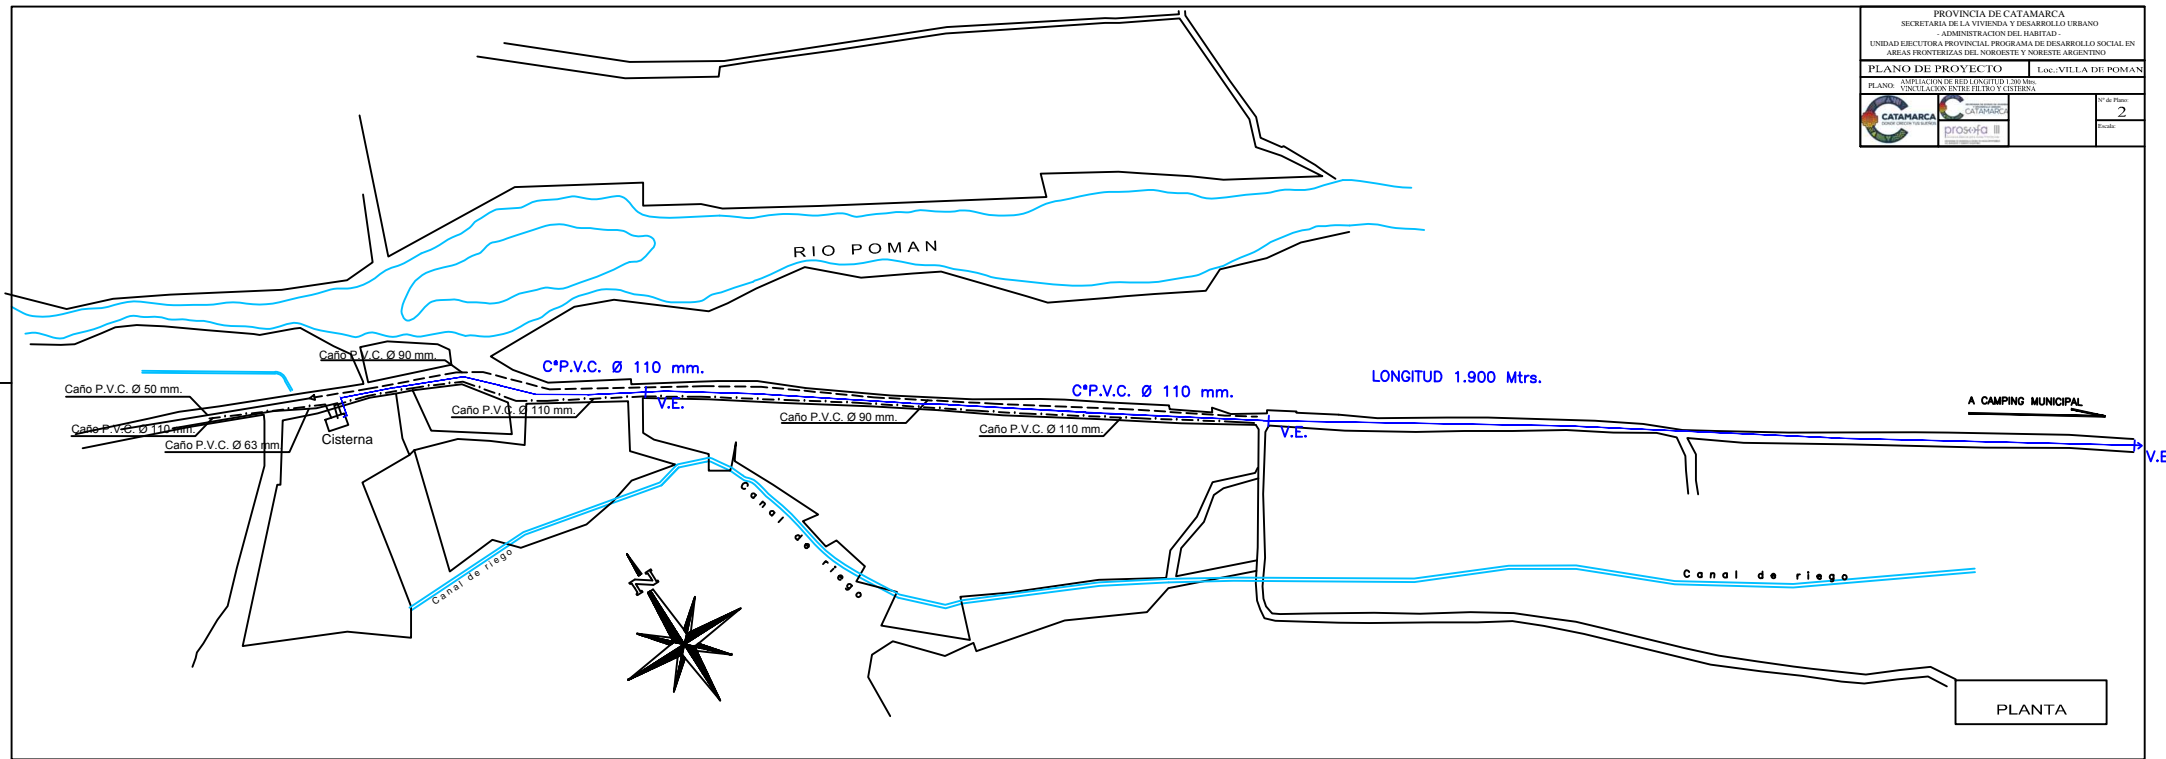 PROVINCIA DE CATAMARCA
SECRETARIA DE LA VIVIENDA Y DESARROLLO URBANO
- ADMINISTRACION DEL HABITAD -
UNIDAD EJECUTORA PROVINCIAL PROGRAMA DE DESARROLLO SOCIAL EN
AREAS FRONTERIZAS DEL NOROESTE Y NORESTE ARGENTINO
PLANO DE PROYECTO
Loc.:VILLA DE POMAN
PLANO: AMPLIACION DE RED LONGITUD 1.200 Mts.
VINCULACION ENTRE FILTRO Y CISTERNA
CATAMARCA
CATAMARCA
prosofa III
Nº de Plano:
2
Escala:
RIO POMAN
Caño P.V.C. Ø 90 mm.
C°P.V.C. Ø 110 mm.
LONGITUD 1.900 Mtrs.
Caño P.V.C. Ø 50 mm.
C°P.V.C. Ø 110 mm.
A CAMPING MUNICIPAL
V.E.
Caño P.V.C. Ø 110 mm.
Caño P.V.C. Ø 90 mm.
Caño P.V.C. Ø 110 mm.
Caño P.V.C. Ø 110 mm.
V.E.
Cisterna
Caño P.V.C. Ø 63 mm.
V.E
Canal de riego
Canal de riego
Canal de riego
N
PLANTA